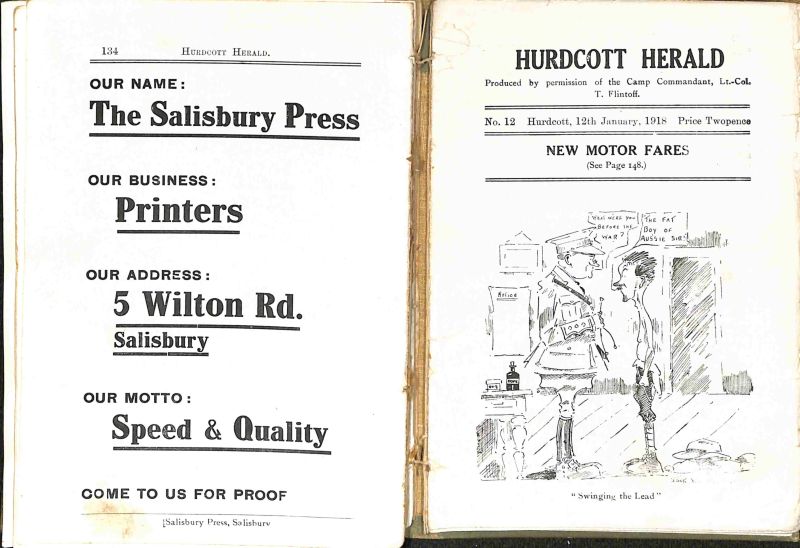 134 HURDCOTT HERALD.
OUR NAME:
The Salisbury Press
OUR BUSINESS:
Printers
OUR ADDRESS:
5 Wilton Rd.
Salisbury
OUR MOTTO:
Speed & Quality
COME TO US FOR PROOF
[Salisbury Press, Salisbury
HURDCOTT HERALD
Produced by permission of the Camp Commandant, Lt.-Col.
T. Flintoff.
No. 12 Hurdcott, 12th January, 1918 Price Twopence
NEW MOTOR FARES
(See Page 148.)
WHAT WERE YOU
BEFORE THE
WAR?
THE FAT
BOY OF
AUSSIE SIR!
"Swinging the Lead"